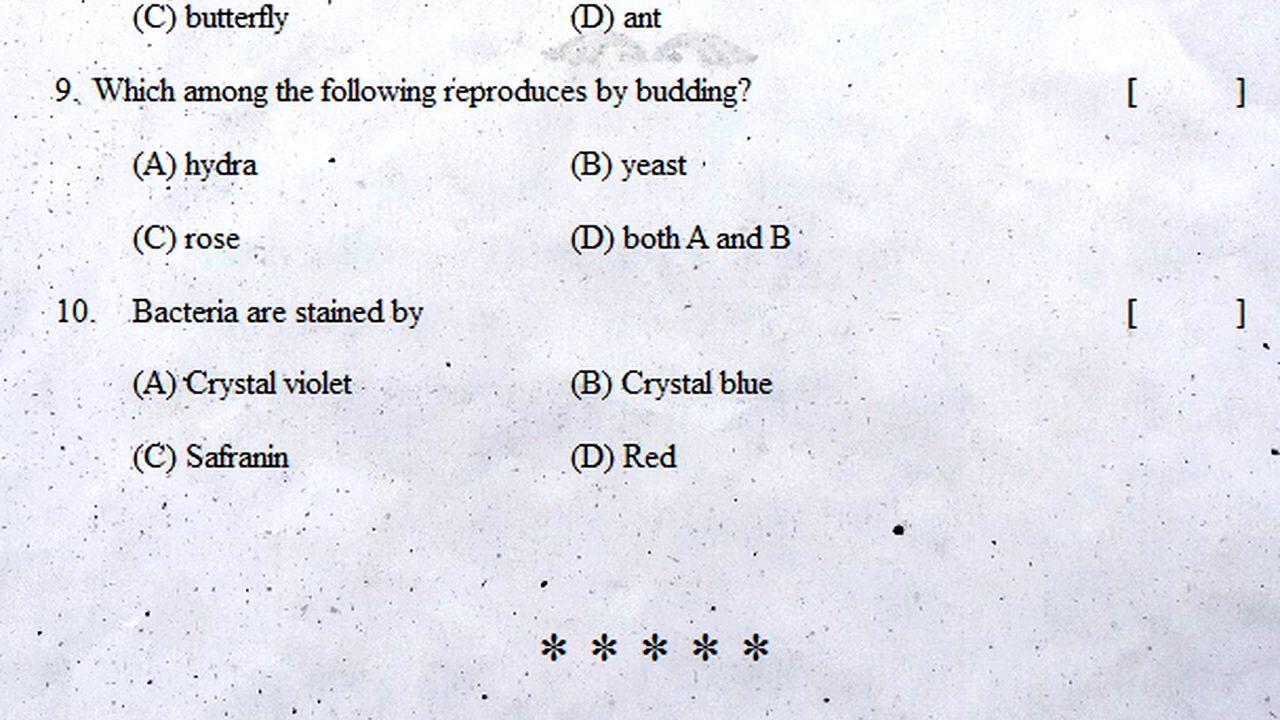 (C) butterfly (D) ant
9. Which among the following reproduces by budding? [ ]
(A) hydra (B) yeast
(C) rose (D) both A and B
10. Bacteria are stained by [ ]
(A) Crystal violet (B) Crystal blue
(C) Safranin (D) Red
* * * * *